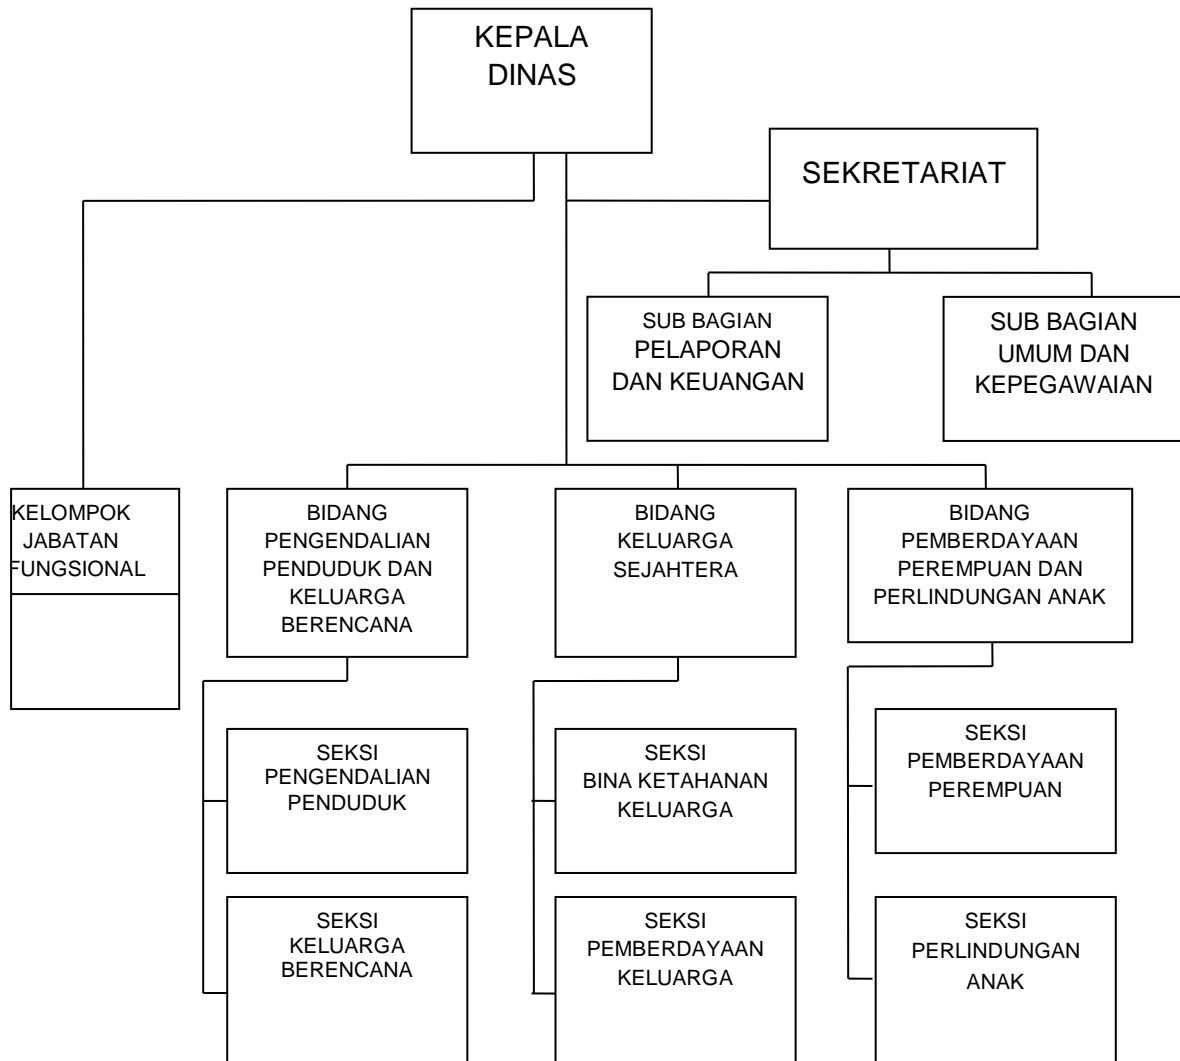 KEPALA
DINAS
SEKRETARIAT
SUB BAGIAN
PELAPORAN
DAN KEUANGAN
SUB BAGIAN
UMUM DAN
KEPEGAWAIAN
KELOMPOK
JABATAN
FUNGSIONAL
BIDANG
PENGENDALIAN
PENDUDUK DAN
KELUARGA
BERENCANA
BIDANG
KELUARGA
SEJAHTERA
BIDANG
PEMBERDAYAAN
PEREMPUAN DAN
PERLINDUNGAN ANAK
SEKSI
PENGENDALIAN
PENDUDUK
SEKSI
BINA KETAHANAN
KELUARGA
SEKSI
PEMBERDAYAAN
PEREMPUAN
SEKSI
KELUARGA
BERENCANA
SEKSI
PEMBERDAYAAN
KELUARGA
SEKSI
PERLINDUNGAN
ANAK